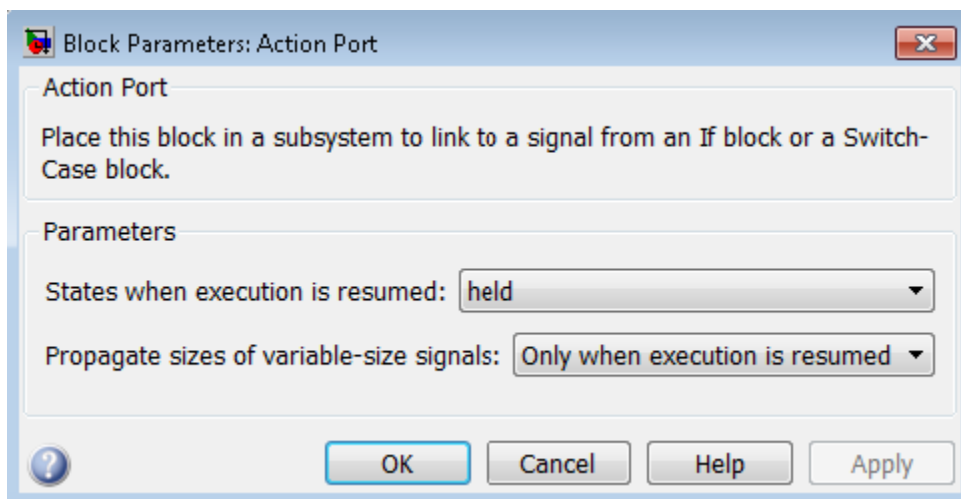 Block Parameters: Action Port
Action Port
Place this block in a subsystem to link to a signal from an If block or a Switch-
Case block.
Parameters
States when execution is resumed: held
Propagate sizes of variable-size signals: Only when execution is resumed
OK Cancel Help Apply